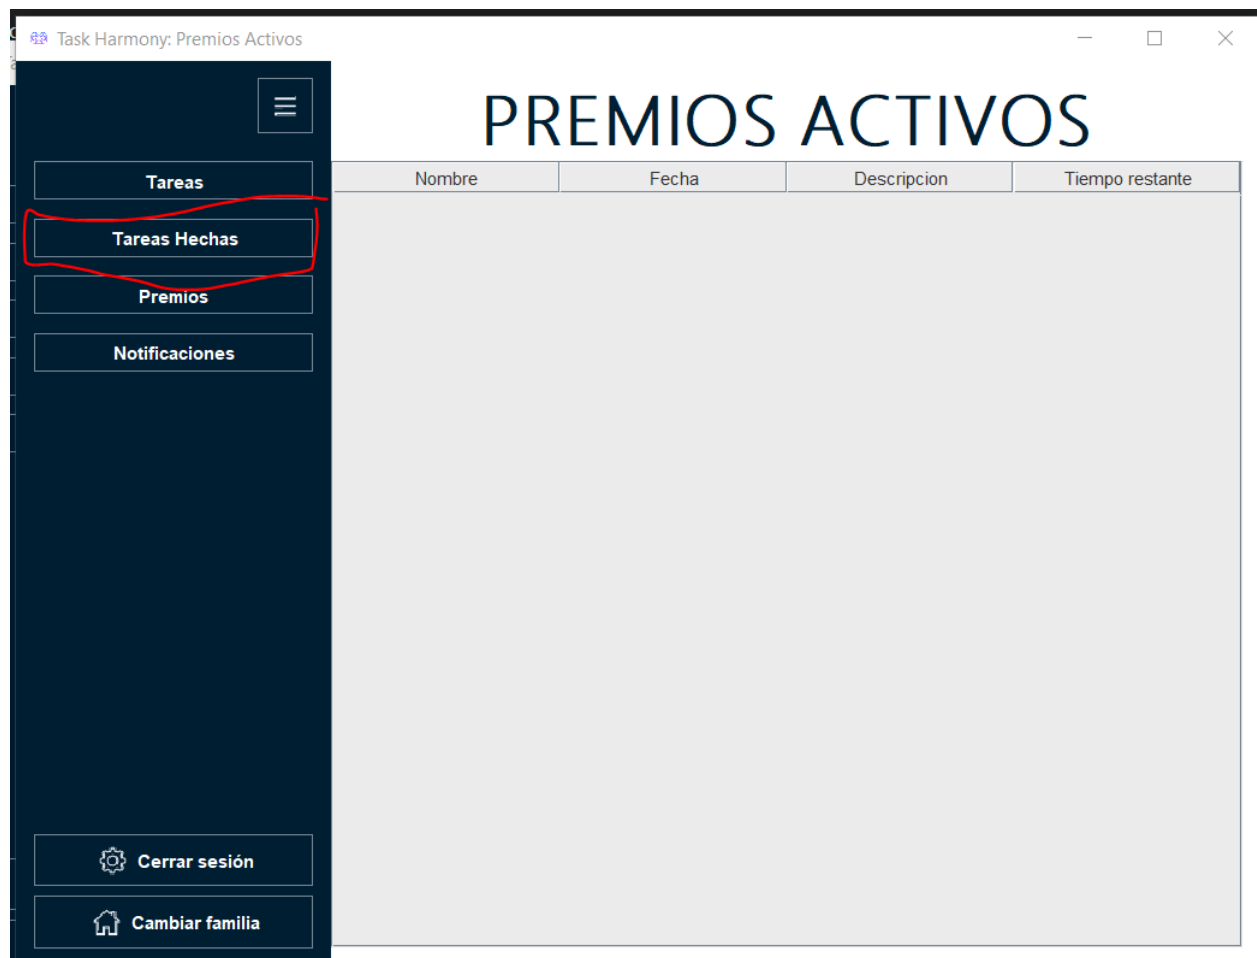 Task Harmony: Premios Activos
PREMIOS ACTIVOS
Tareas
Tareas Hechas
Premios
Notificaciones
Nombre Fecha Descripcion Tiempo restante
Cerrar sesión
Cambiar familia